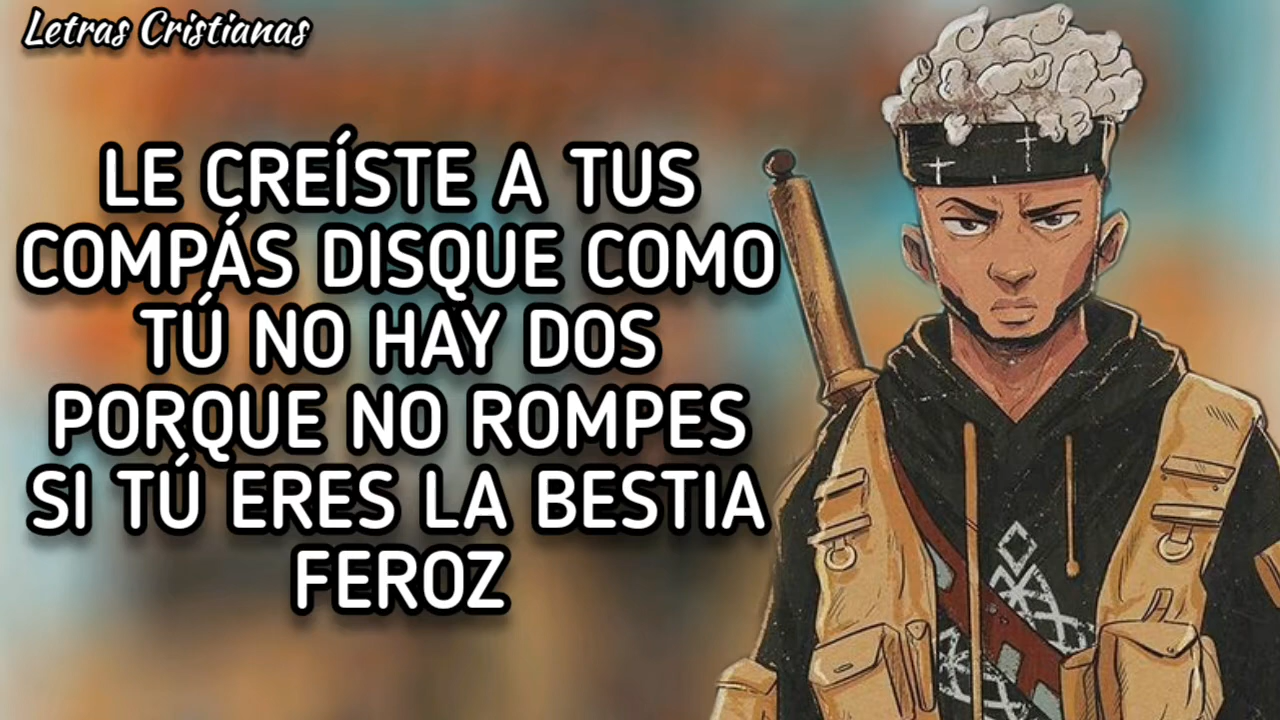 Letras Cristianas
LE CREÍSTE A TUS
COMPÁS DISQUE COMO
TÚ NO HAY DOS
PORQUE NO ROMPES
SI TÚ ERES LA BESTIA
FEROZ